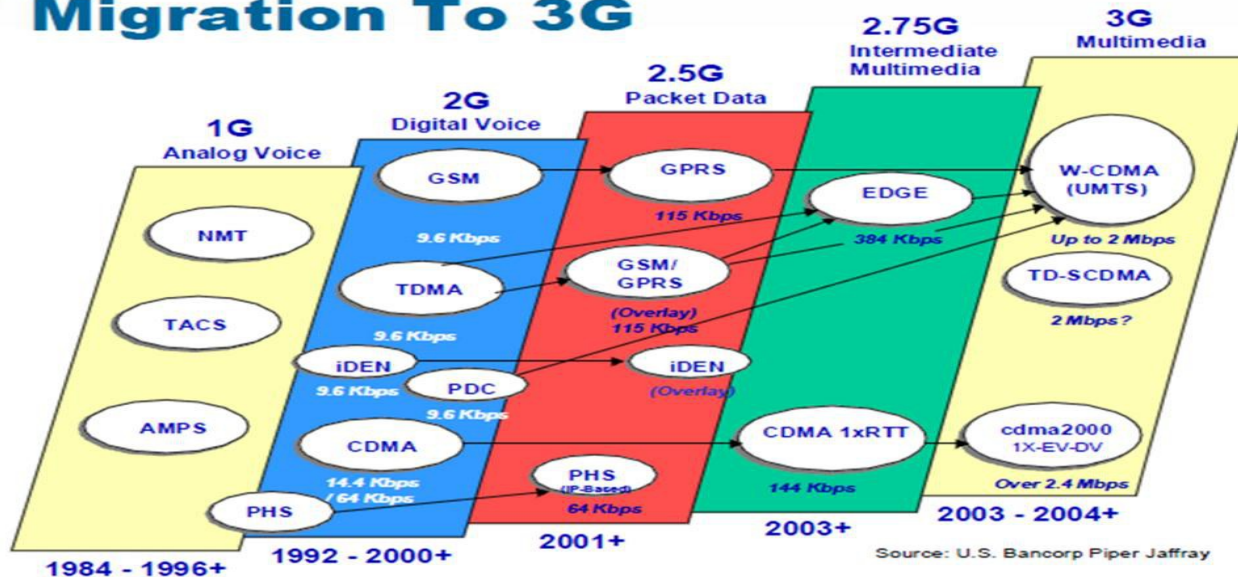 Migration To 3G
1G
Analog Voice
NMT
TACS
AMPS
1984 - 1996+
2G
Digital Voice
GSM
9.6 Kbps
TDMA
9.6 Kbps
iDEN
9.6 Kbps
PDC
9.6 Kbps
CDMA
14.4 Kbps
/ 64 Kbps
PHS
1992 - 2000+
2.5G
Packet Data
GPRS
115 Kbps
GSM/
GPRS
(Overlay)
115 Kbps
iDEN
(Overlay)
PHS
(IP-Based)
64 Kbps
2001+
2.75G
Intermediate
Multimedia
EDGE
384 Kbps
CDMA 1xRTT
144 Kbps
2003+
3G
Multimedia
W-CDMA
(UMTS)
Up to 2 Mbps
TD-SCDMA
2 Mbps?
cdma2000
1X-EV-DV
Over 2.4 Mbps
2003 - 2004+
Source: U.S. Bancorp Piper Jaffray